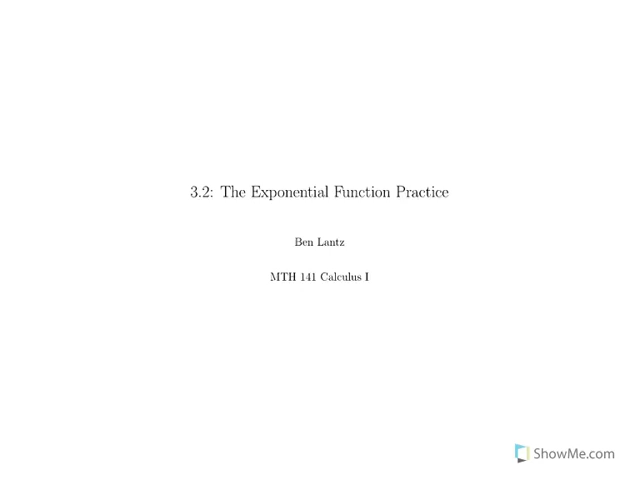 3.2: The Exponential Function Practice
Ben Lantz
MTH 141 Calculus I
ShowMe.com